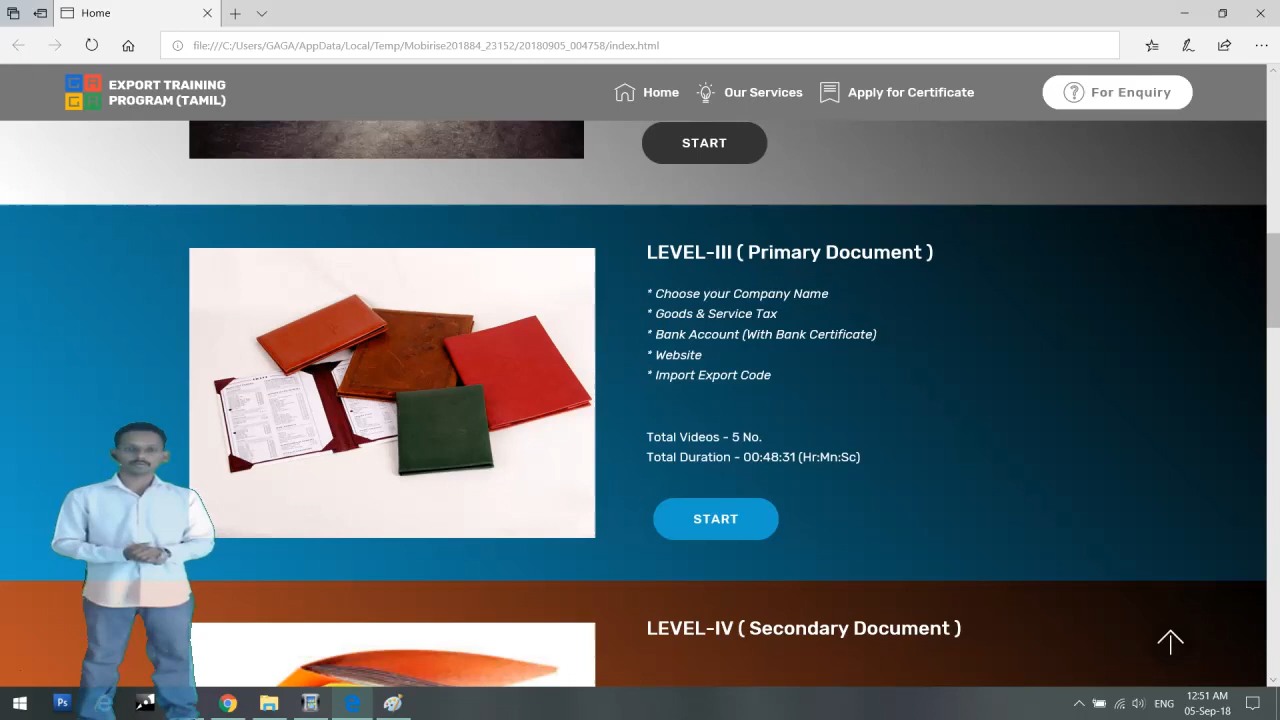 Home
file:///C:/Users/GAGA/AppData/Local/Temp/Mobirise201884_23152/20180905_004758/index.html
GAGA
EXPORT TRAINING
PROGRAM (TAMIL)
Home
Our Services
Apply for Certificate
For Enquiry
START
LEVEL-III ( Primary Document )
* Choose your Company Name
* Goods & Service Tax
* Bank Account (With Bank Certificate)
* Website
* Import Export Code
Total Videos - 5 No.
Total Duration - 00:48:31 (Hr:Mn:Sc)
START
LEVEL-IV ( Secondary Document )
Ps
ENG
12:51 AM
05-Sep-18